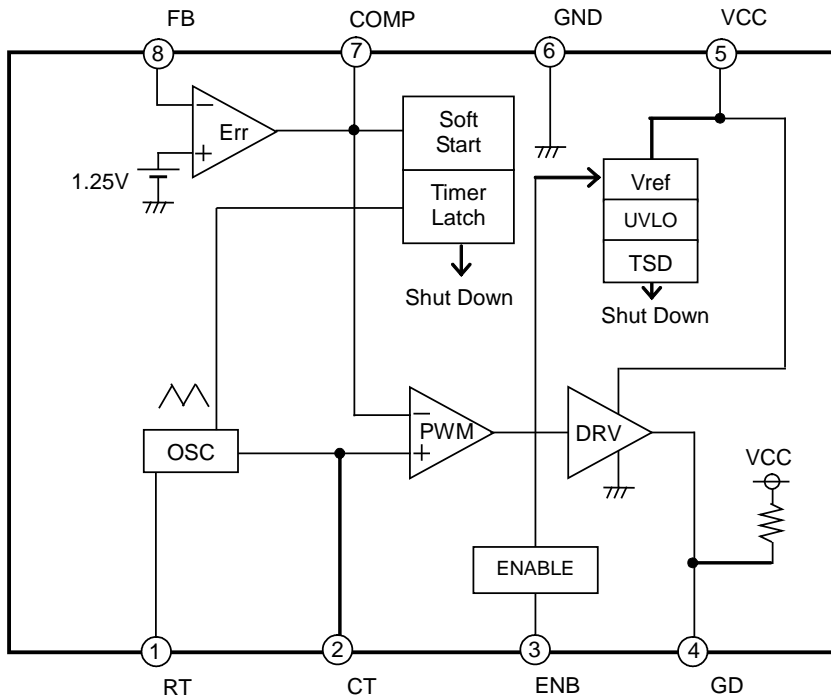 FB
COMP
GND
VCC
8
7
6
5
−
Err
+
1.25V
Soft
Start
Timer
Latch
Shut Down
Vref
UVLO
TSD
Shut Down
−
PWM
+
DRV
OSC
VCC
ENABLE
1
2
3
4
RT
CT
ENB
GD